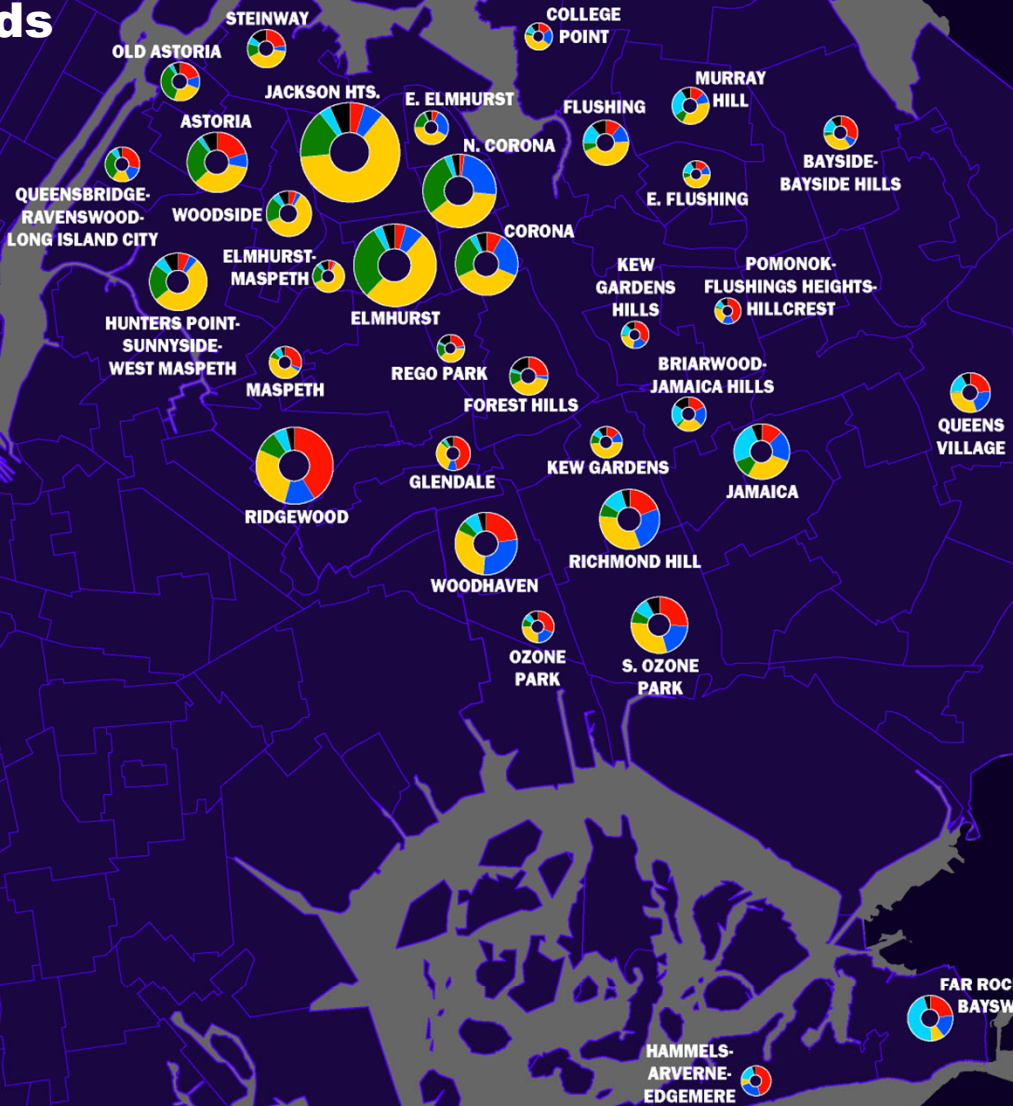 ds
STEINWAY
COLLEGE
POINT
OLD ASTORIA
MURRAY
HILL
JACKSON HTS.
E. ELMHURST
FLUSHING
ASTORIA
N. CORONA
BAYSIDE-
BAYSIDE HILLS
QUEENSBRIDGE-
RAVENSWOOD-
LONG ISLAND CITY
WOODSIDE
E. FLUSHING
CORONA
ELMHURST-
MASPETH
KEW
GARDENS
HILLS
POMONOK-
FLUSHINGS HEIGHTS-
HILLCREST
HUNTERS POINT-
SUNNYSIDE-
WEST MASPETH
ELMHURST
MASPETH
REGO PARK
FOREST HILLS
BRIARWOOD-
JAMAICA HILLS
QUEENS
VILLAGE
RIDGEWOOD
GLENDALE
KEW GARDENS
JAMAICA
WOODHAVEN
RICHMOND HILL
OZONE
PARK
S. OZONE
PARK
FAR ROC
BAYSW
HAMMELS-
ARVERNE-
EDGEMERE